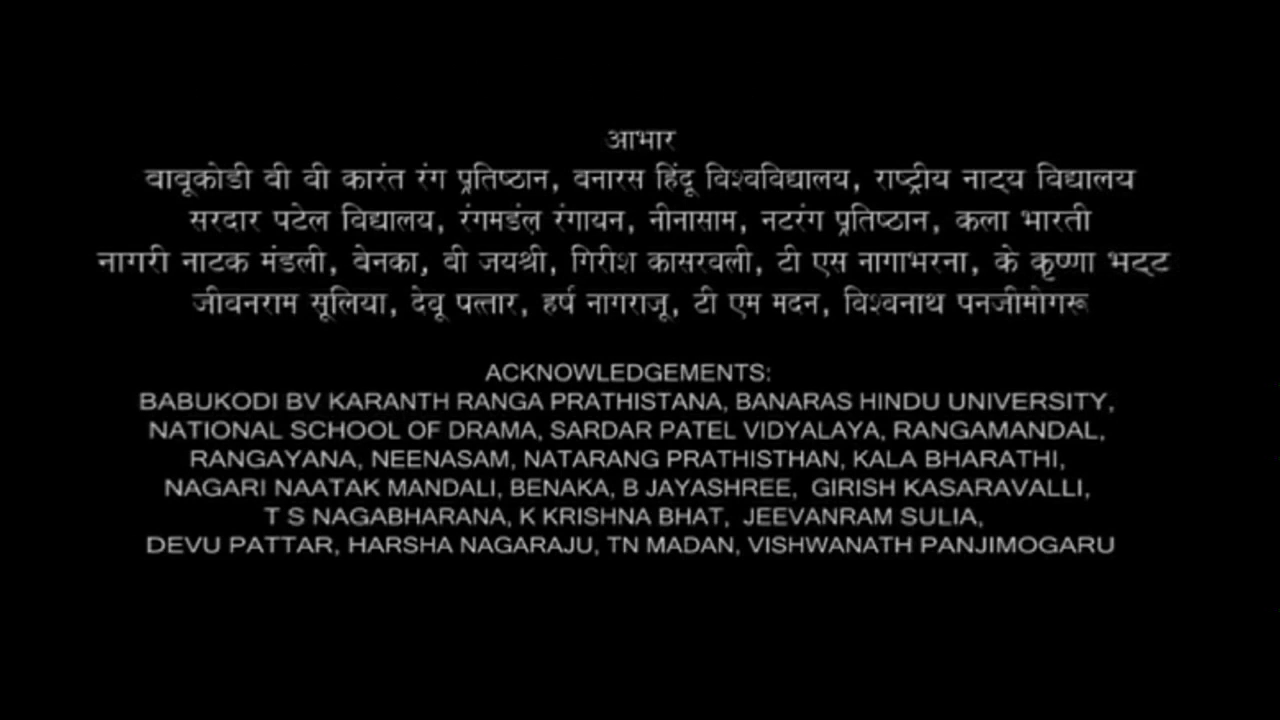 आभार
बाबूकोडी बी वी कारंत रंग प्रतिष्ठान, बनारस हिंदू विश्वविद्यालय, राष्ट्रीय नाट्य विद्यालय
सरदार पटेल विद्यालय, रंगमडंल रंगायन, नीनासाम, नटरंग प्रतिष्ठान, कला भारती
नागरी नाटक मंडली, बेनका, बी जयश्री, गिरीश कासरवली, टी एस नागाभरना, के कृष्णा भट्ट
जीवनराम सूलिया, देवू पत्तार, हर्ष नागराजू, टी एम मदन, विश्वनाथ पनजीमोगरू
ACKNOWLEDGEMENTS:
BABUKODI BV KARANTH RANGA PRATHISTANA, BANARAS HINDU UNIVERSITY,
NATIONAL SCHOOL OF DRAMA, SARDAR PATEL VIDYALAYA, RANGAMANDAL,
RANGAYANA, NEENASAM, NATARANG PRATHISTHAN, KALA BHARATHI,
NAGARI NAATAK MANDALI, BENAKA, B JAYASHREE, GIRISH KASARAVALLI,
T S NAGABHARANA, K KRISHNA BHAT, JEEVANRAM SULIA,
DEVU PATTAR, HARSHA NAGARAJU, TN MADAN, VISHWANATH PANJIMOGARU